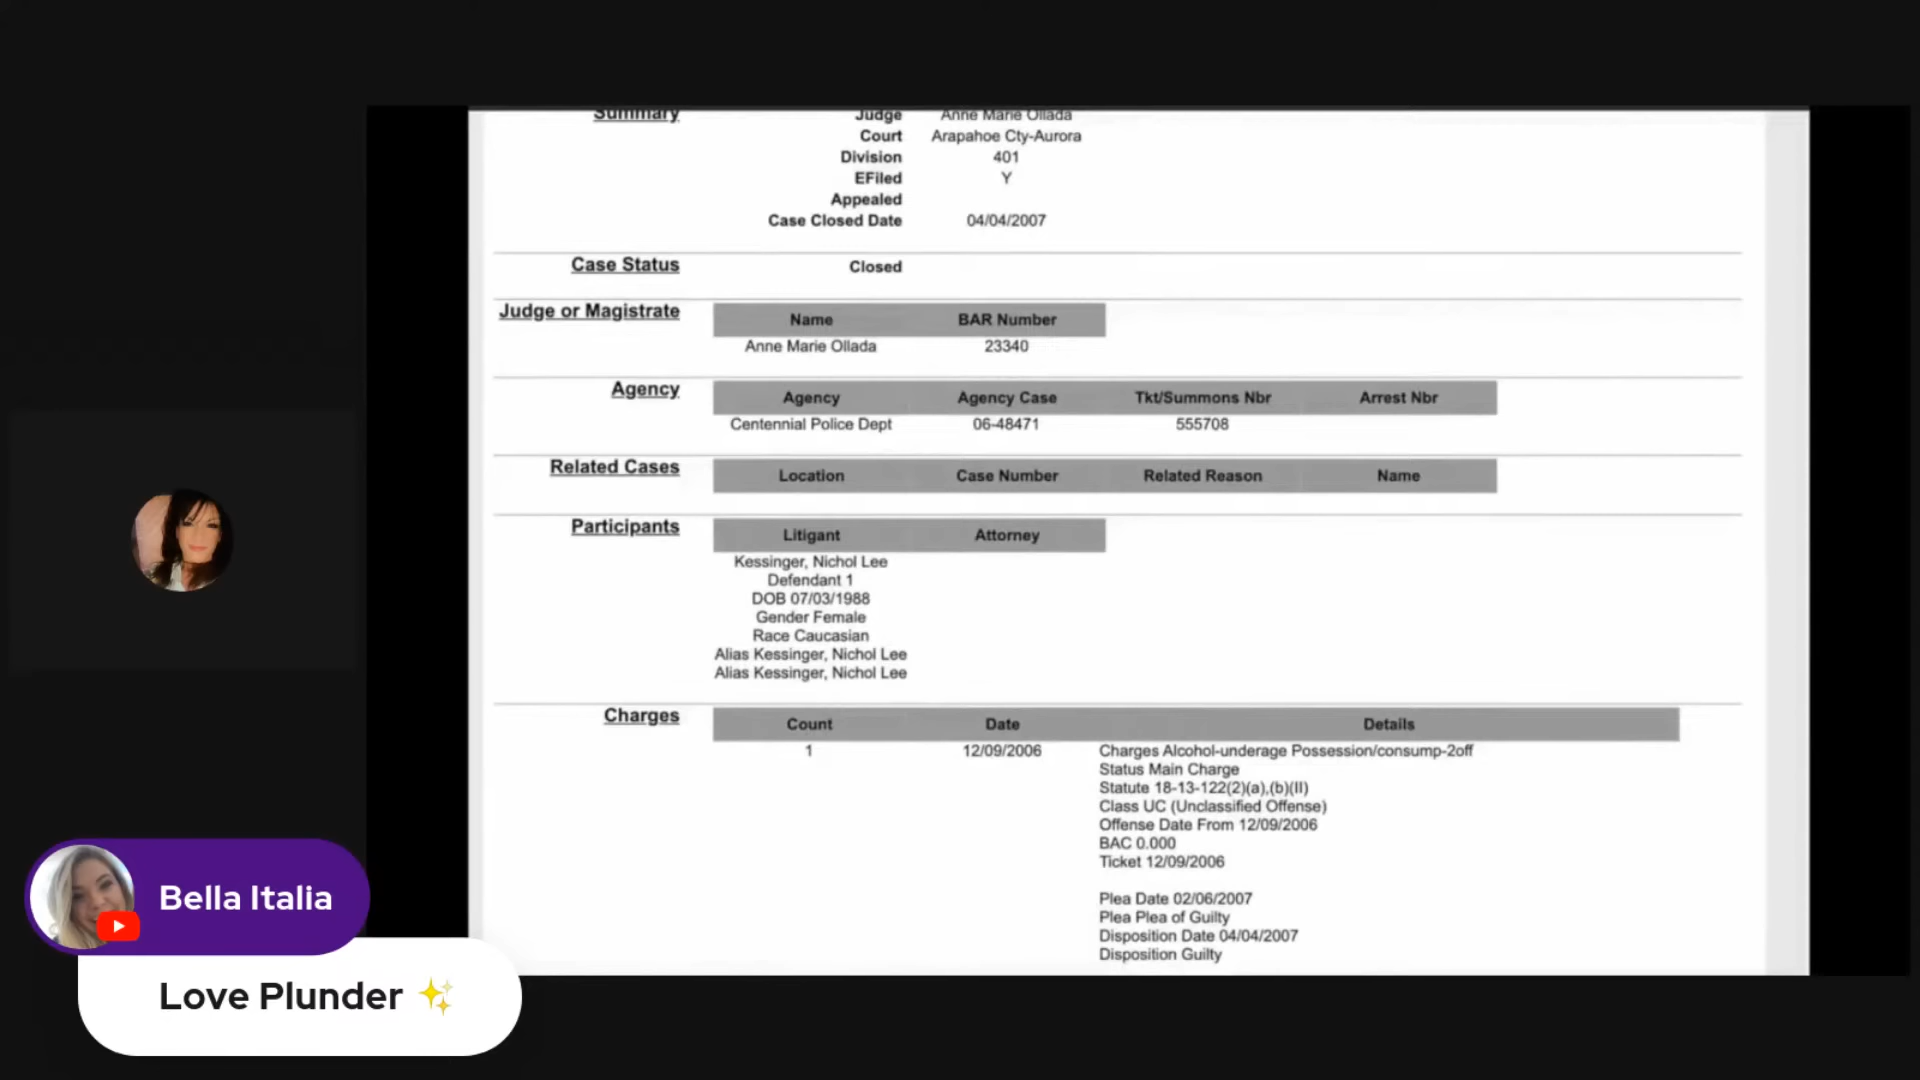 Summary Judge Anne Marie Ollada
Court Arapahoe Cty-Aurora
Division 401
EFiled Y
Appealed
Case Closed Date 04/04/2007
Case Status Closed
Judge or Magistrate Name BAR Number
Anne Marie Ollada 23340
Agency Agency Agency Case Tkt/Summons Nbr Arrest Nbr
Centennial Police Dept 06-48471 555708
Related Cases Location Case Number Related Reason Name
Participants Litigant Attorney
Kessinger, Nichol Lee
Defendant 1
DOB 07/03/1988
Gender Female
Race Caucasian
Alias Kessinger, Nichol Lee
Alias Kessinger, Nichol Lee
Charges Count Date Details
1 12/09/2006 Charges Alcohol-underage Possession/consump-2off
Status Main Charge
Statute 18-13-122(2)(a),(b)(II)
Class UC (Unclassified Offense)
Offense Date From 12/09/2006
BAC 0.000
Ticket 12/09/2006
Plea Date 02/06/2007
Plea Plea of Guilty
Disposition Date 04/04/2007
Disposition Guilty
Bella Italia
Love Plunder ✨